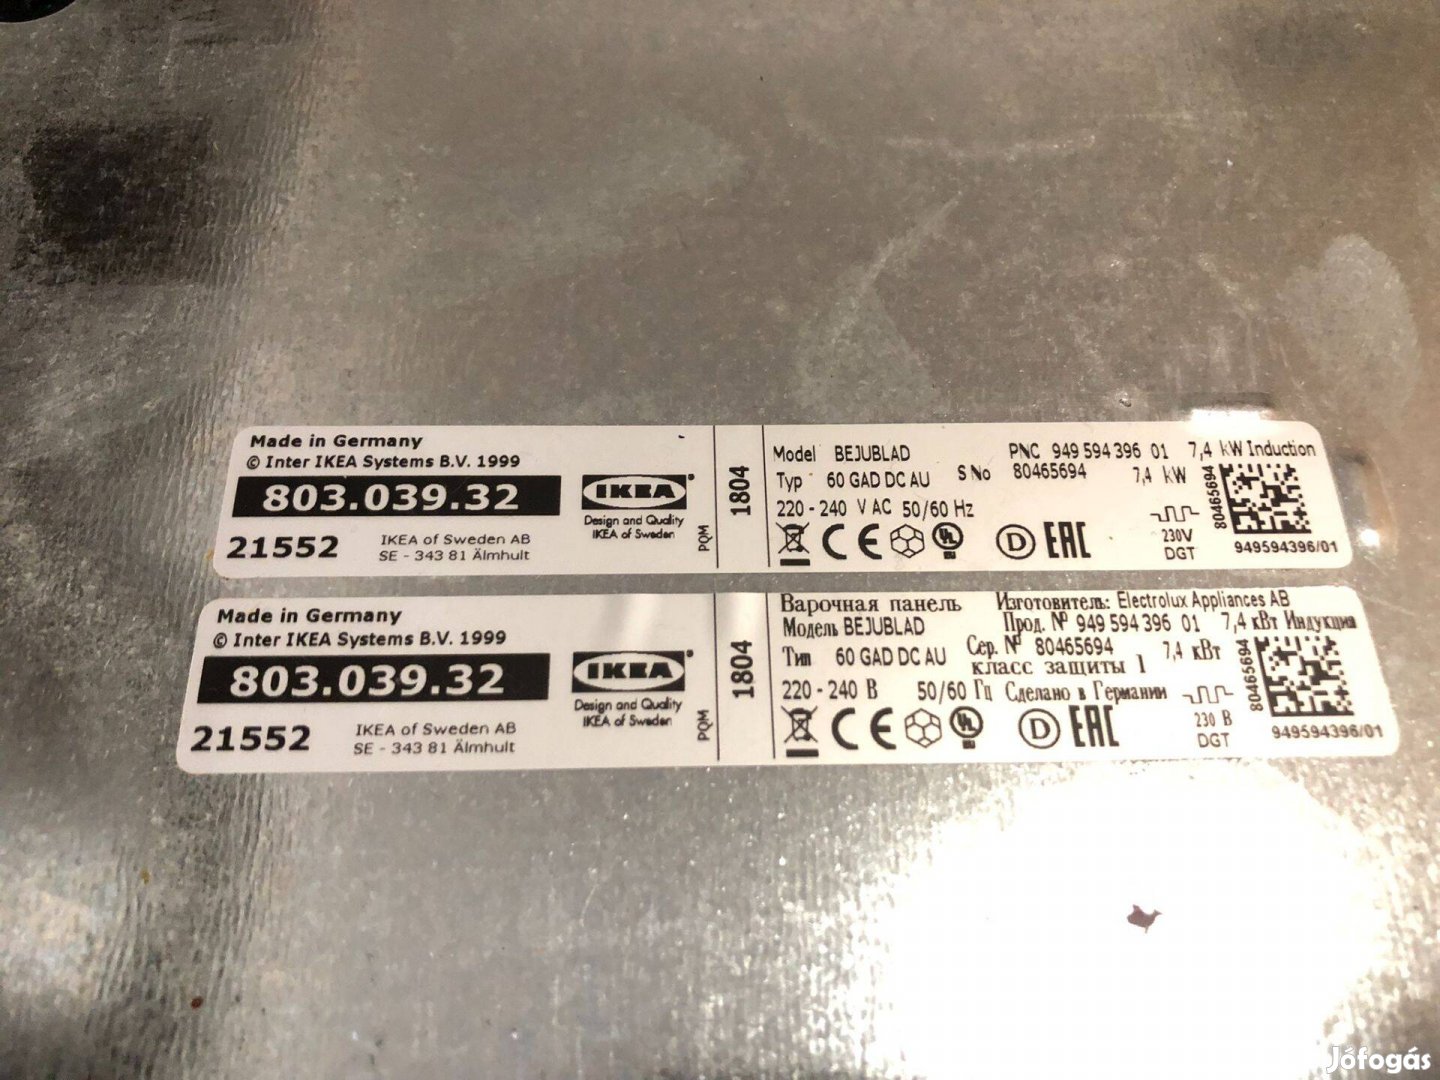 Made in Germany
© Inter IKEA Systems B.V. 1999
803.039.32
21552
IKEA of Sweden AB
SE - 343 81 Älmhult
IKEA
Design and Quality
IKEA of Sweden
PQM
1804
Model BEJUBLAD PNC 949 594 396 01 7,4 kW Induction
Typ 60 GAD DC AU S No 80465694 7,4 kW
220 - 240 V AC 50/60 Hz
CE UL D EAC
230V
DGT
80465694
949594396/01
Made in Germany
© Inter IKEA Systems B.V. 1999
803.039.32
21552
IKEA of Sweden AB
SE - 343 81 Älmhult
IKEA
Design and Quality
IKEA of Sweden
PQM
1804
Варочная панель Изготовитель: Electrolux Appliances AB
Модель BEJUBLAD Прод. № 949 594 396 01 7,4 кВт Индукция
Тип 60 GAD DC AU Сер. № 80465694 7,4 кВт
класс защиты 1
220 - 240 В 50/60 Гц Сделано в Германии
CE UL D EAC
230 В
DGT
80465694
949594396/01
Jófogás